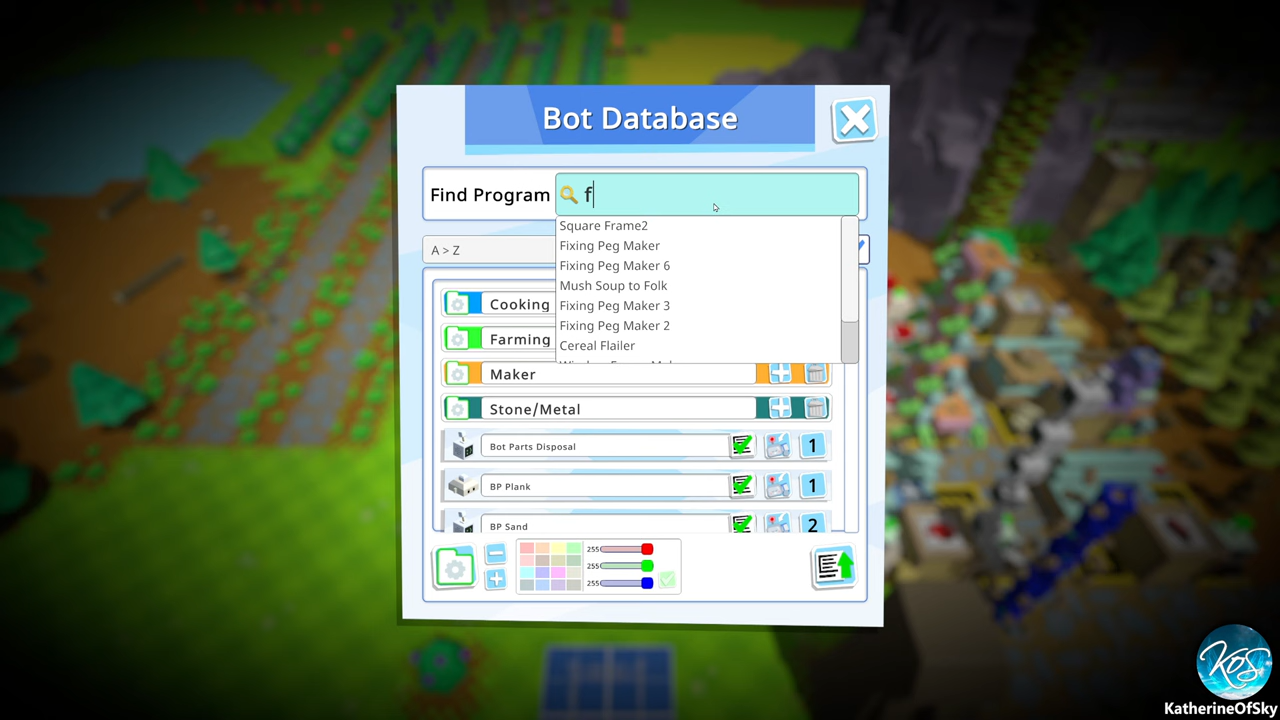 Bot Database
Find Program
f
Square Frame2
Fixing Peg Maker
Fixing Peg Maker 6
Mush Soup to Folk
Fixing Peg Maker 3
Fixing Peg Maker 2
Cereal Flailer
A > Z
Cooking
Farming
Maker
Stone/Metal
Bot Parts Disposal
1
BP Plank
1
BP Sand
2
255
255
255
KOS
KatherineOfSky